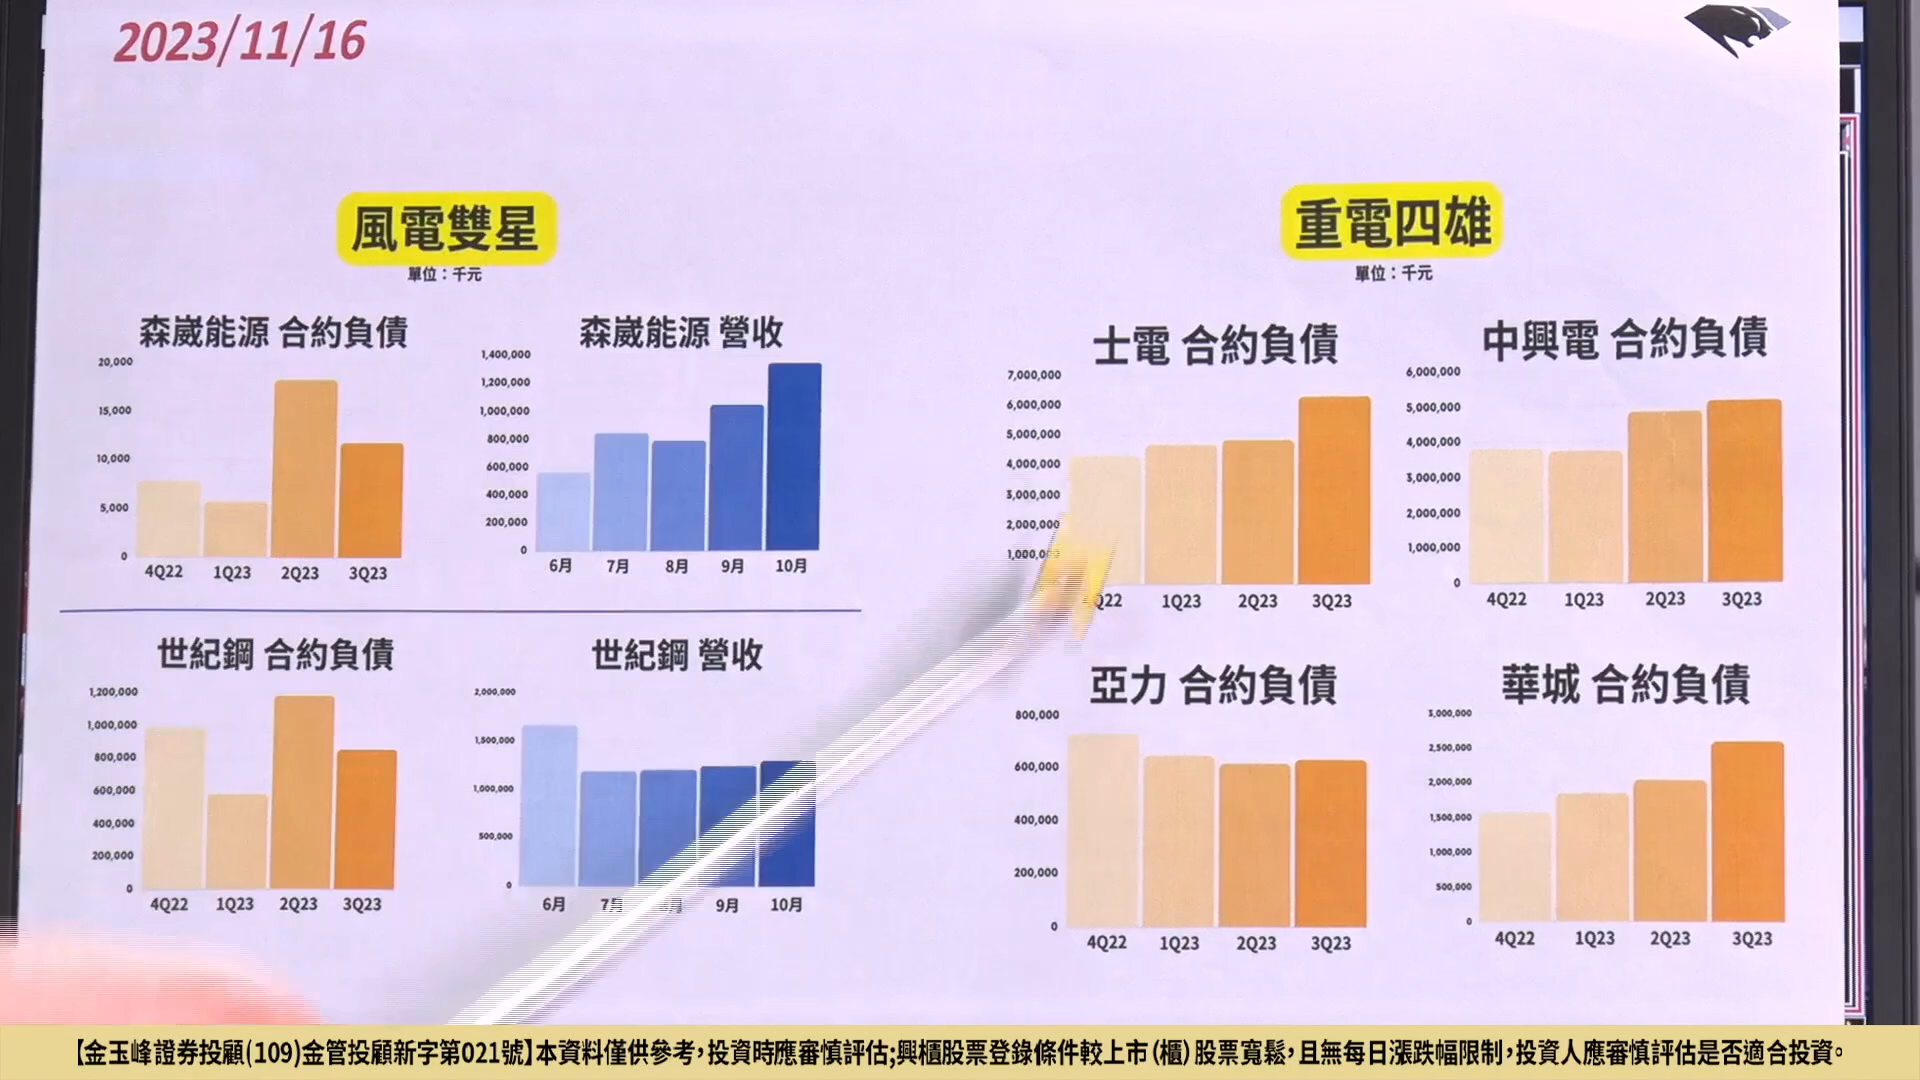 2023/11/16
風電雙星
單位：千元
森崴能源 合約負債
20,000
15,000
10,000
5,000
0
4Q22 1Q23 2Q23 3Q23
森崴能源 營收
1,400,000
1,200,000
1,000,000
800,000
600,000
400,000
200,000
0
6月 7月 8月 9月 10月
世紀鋼 合約負債
1,200,000
1,000,000
800,000
600,000
400,000
200,000
0
4Q22 1Q23 2Q23 3Q23
世紀鋼 營收
2,000,000
1,500,000
1,000,000
500,000
0
6月 7月 8月 9月 10月
重電四雄
單位：千元
士電 合約負債
7,000,000
6,000,000
5,000,000
4,000,000
3,000,000
2,000,000
1,000,000
4Q22 1Q23 2Q23 3Q23
中興電 合約負債
6,000,000
5,000,000
4,000,000
3,000,000
2,000,000
1,000,000
0
4Q22 1Q23 2Q23 3Q23
亞力 合約負債
800,000
600,000
400,000
200,000
0
4Q22 1Q23 2Q23 3Q23
華城 合約負債
3,000,000
2,500,000
2,000,000
1,500,000
1,000,000
500,000
0
4Q22 1Q23 2Q23 3Q23
【金玉峰證券投顧(109)金管投顧新字第021號】本資料僅供參考，投資時應審慎評估;興櫃股票登錄條件較上市(櫃)股票寬鬆，且無每日漲跌幅限制，投資人應審慎評估是否適合投資。